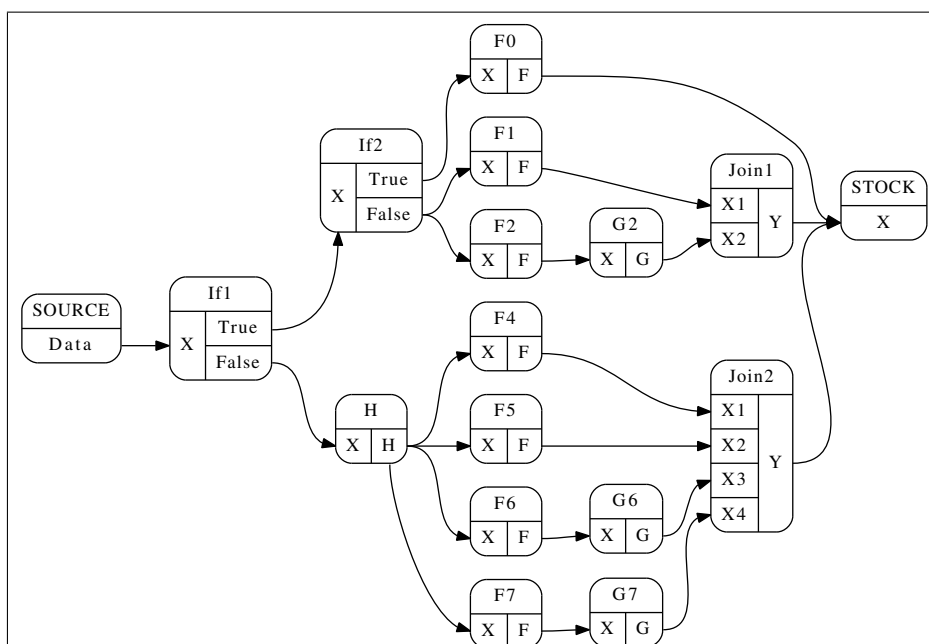 F0
X F
If2
X
True
False
F1
X F
F2
X F
G2
X G
Join1
X1
X2
Y
STOCK
X
SOURCE
Data
If1
X
True
False
H
X H
F4
X F
F5
X F
F6
X F
G6
X G
F7
X F
G7
X G
Join2
X1
X2
X3
X4
Y